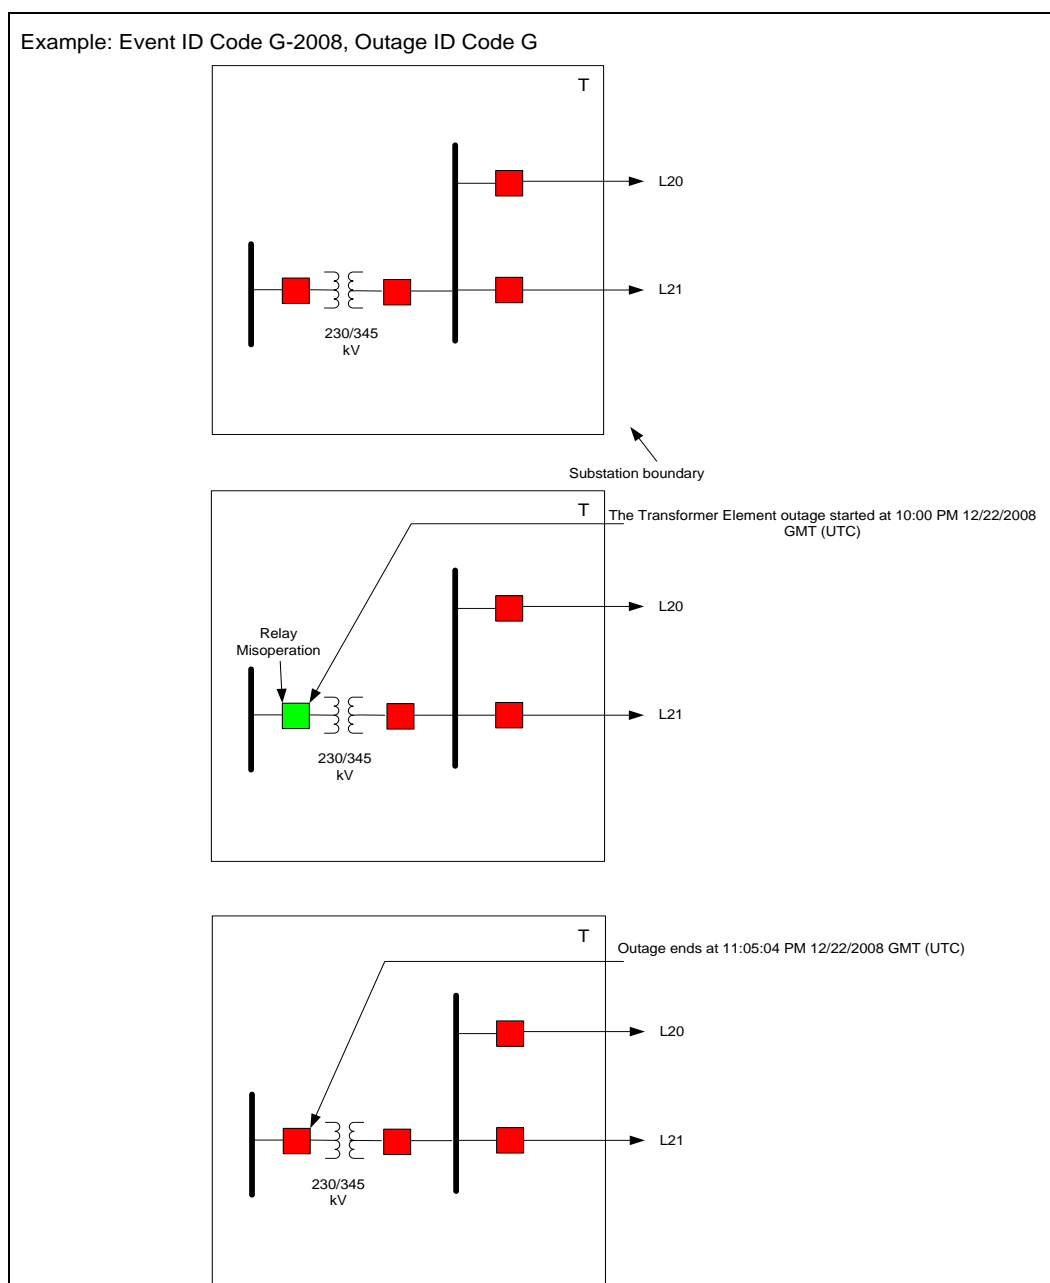 Example: Event ID Code G-2008, Outage ID Code G
T
L20
L21
230/345
kV
Substation boundary
T
The Transformer Element outage started at 10:00 PM 12/22/2008
GMT (UTC)
L20
Relay
Misoperation
L21
230/345
kV
T
Outage ends at 11:05:04 PM 12/22/2008 GMT (UTC)
L20
L21
230/345
kV